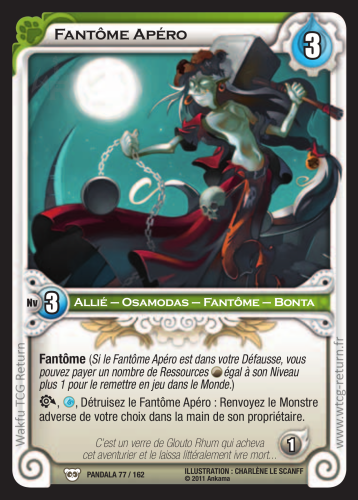 Fantôme Apéro
3
Nv 3 Allié – Osamodas – Fantôme – Bonta
Fantôme (Si le Fantôme Apéro est dans votre Défausse, vous
pouvez payer un nombre de Ressources égal à son Niveau
plus 1 pour le remettre en jeu dans le Monde.)
, , Détruisez le Fantôme Apéro : Renvoyez le Monstre
adverse de votre choix dans la main de son propriétaire.
C'est un verre de Glouto Rhum qui acheva
cet aventurier et le laissa littéralement ivre mort...
1
PANDALA 77 / 162
ILLUSTRATION : CHARLÈNE LE SCANFF
© 2011 Ankama
Wakfu TCG Return
www.wtcg-return.fr